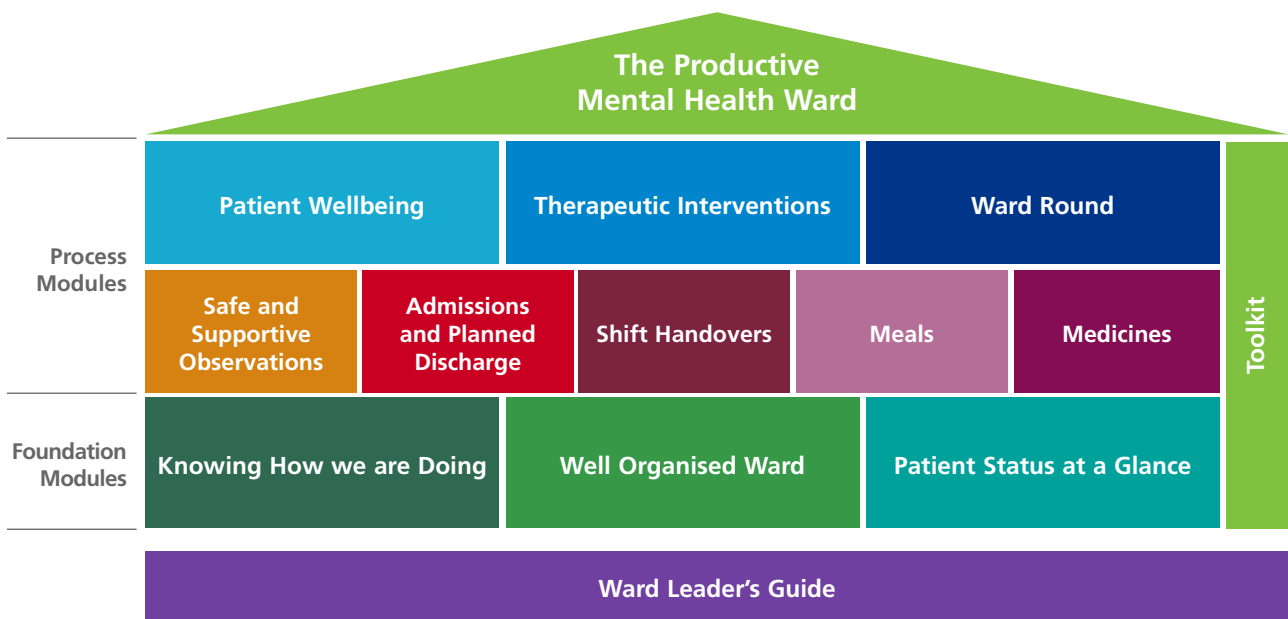 The Productive
Mental Health Ward
Process
Modules
Patient Wellbeing
Therapeutic Interventions
Ward Round
Safe and
Supportive
Observations
Admissions
and Planned
Discharge
Shift Handovers
Meals
Medicines
Toolkit
Foundation
Modules
Knowing How we are Doing
Well Organised Ward
Patient Status at a Glance
Ward Leader’s Guide